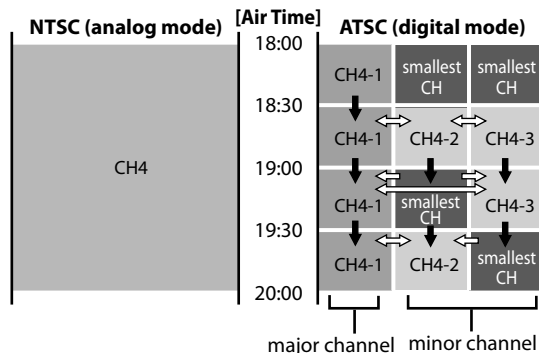 NTSC (analog mode) [Air Time] ATSC (digital mode)
18:00
CH4-1 smallest CH smallest CH
18:30
CH4-1 CH4-2 CH4-3
CH4
19:00
CH4-1 smallest CH CH4-3
19:30
CH4-1 CH4-2 smallest CH
20:00
major channel minor channel